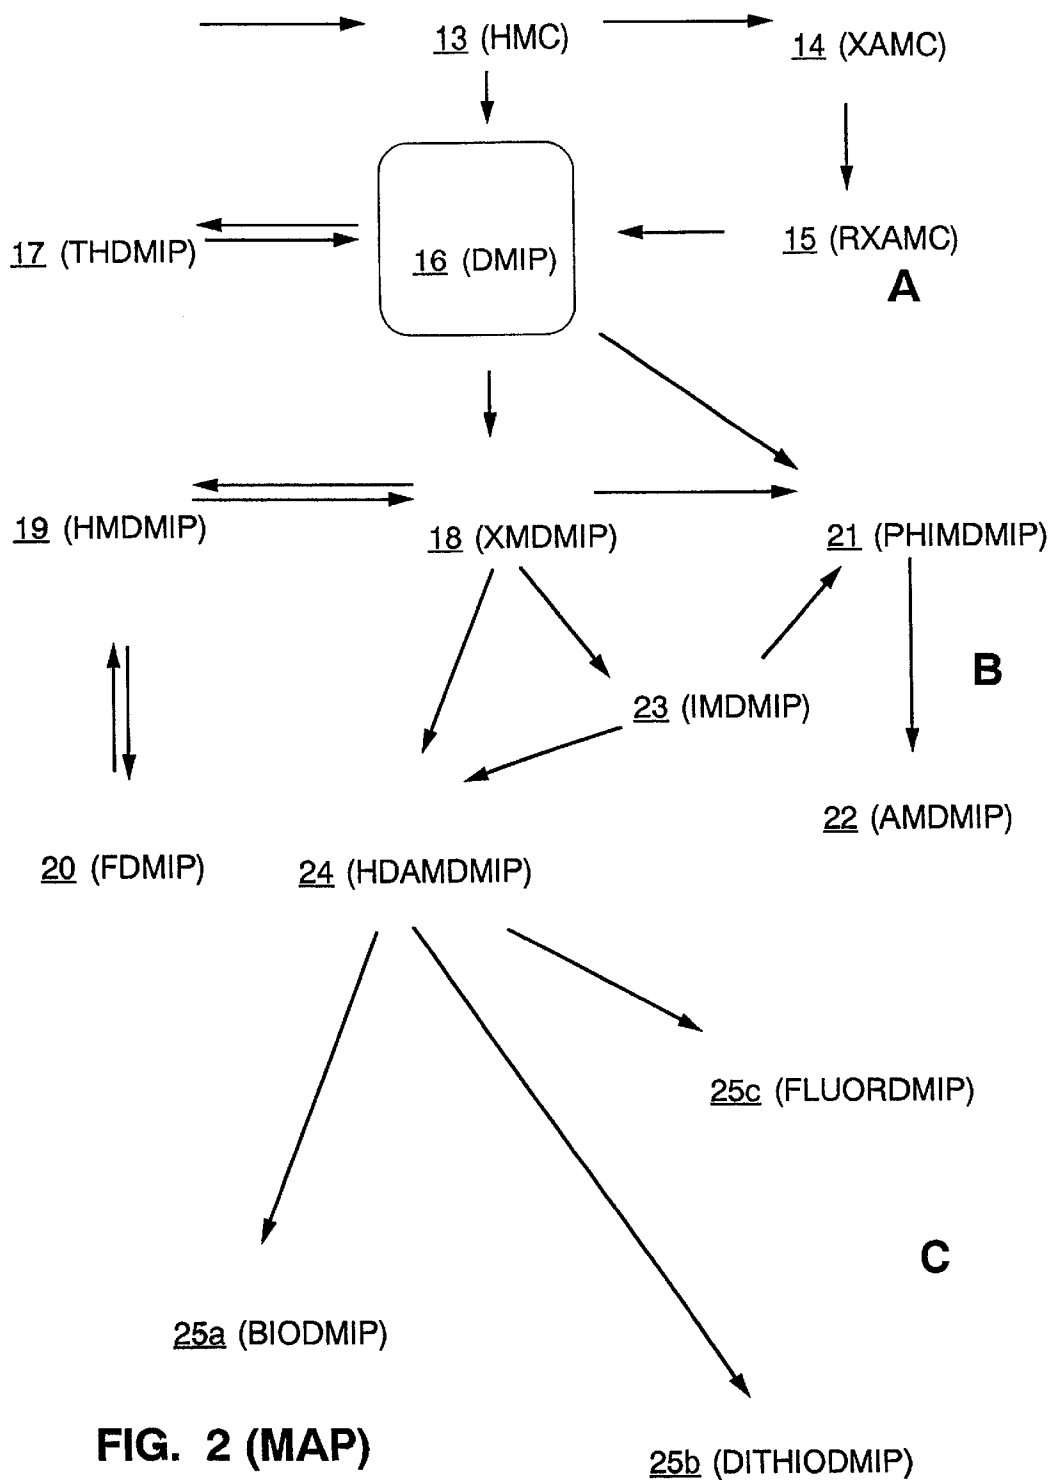 13 (HMC)
14 (XAMC)
17 (THDMIP)
16 (DMIP)
15 (RXAMC)
A
19 (HMDMIP)
18 (XMDMIP)
21 (PHIMDMIP)
B
23 (IMDMIP)
22 (AMDMIP)
20 (FDMIP)
24 (HDAMDMIP)
25c (FLUORDMIP)
C
25a (BIODMIP)
FIG. 2 (MAP)
25b (DITHIODMIP)